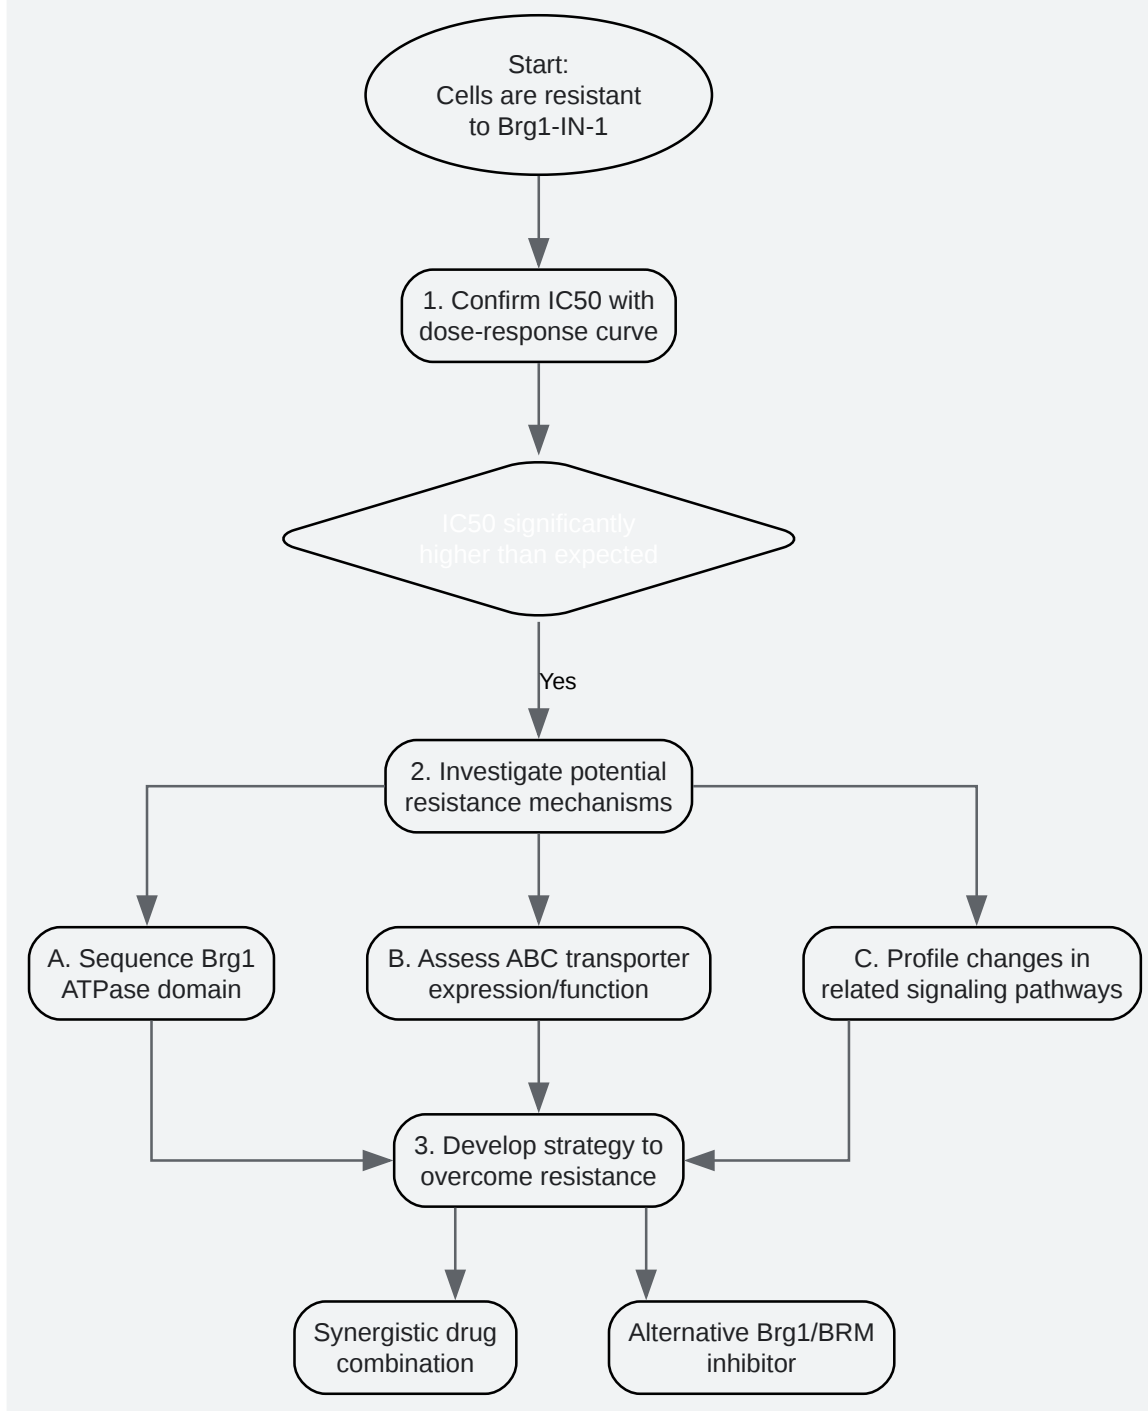 Start:
Cells are resistant
to Brg1-IN-1
1. Confirm IC50 with
dose-response curve
IC50 significantly
higher than expected
Yes
2. Investigate potential
resistance mechanisms
A. Sequence Brg1
ATPase domain
B. Assess ABC transporter
expression/function
C. Profile changes in
related signaling pathways
3. Develop strategy to
overcome resistance
Synergistic drug
combination
Alternative Brg1/BRM
inhibitor